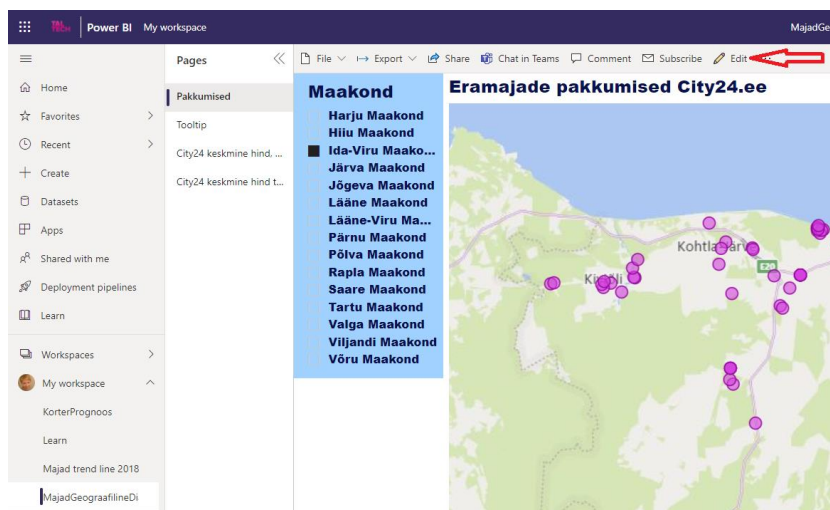 TAL TECH Power BI My workspace MajadGe
File Export Share Chat in Teams Comment Subscribe Edit
Home
Favorites
Recent
Create
Datasets
Apps
Shared with me
Deployment pipelines
Learn
Workspaces
My workspace
KorterPrognoos
Learn
Majad trend line 2018
MajadGeograafilineDi
Pages
Pakkumised
Tooltip
City24 keskmine hind, ...
City24 keskmine hind t...
Maakond
Harju Maakond
Hiiu Maakond
Ida-Viru Maako...
Järva Maakond
Jõgeva Maakond
Lääne Maakond
Lääne-Viru Ma...
Pärnu Maakond
Põlva Maakond
Rapla Maakond
Saare Maakond
Tartu Maakond
Valga Maakond
Viljandi Maakond
Võru Maakond
Eramajade pakkumised City24.ee
E20